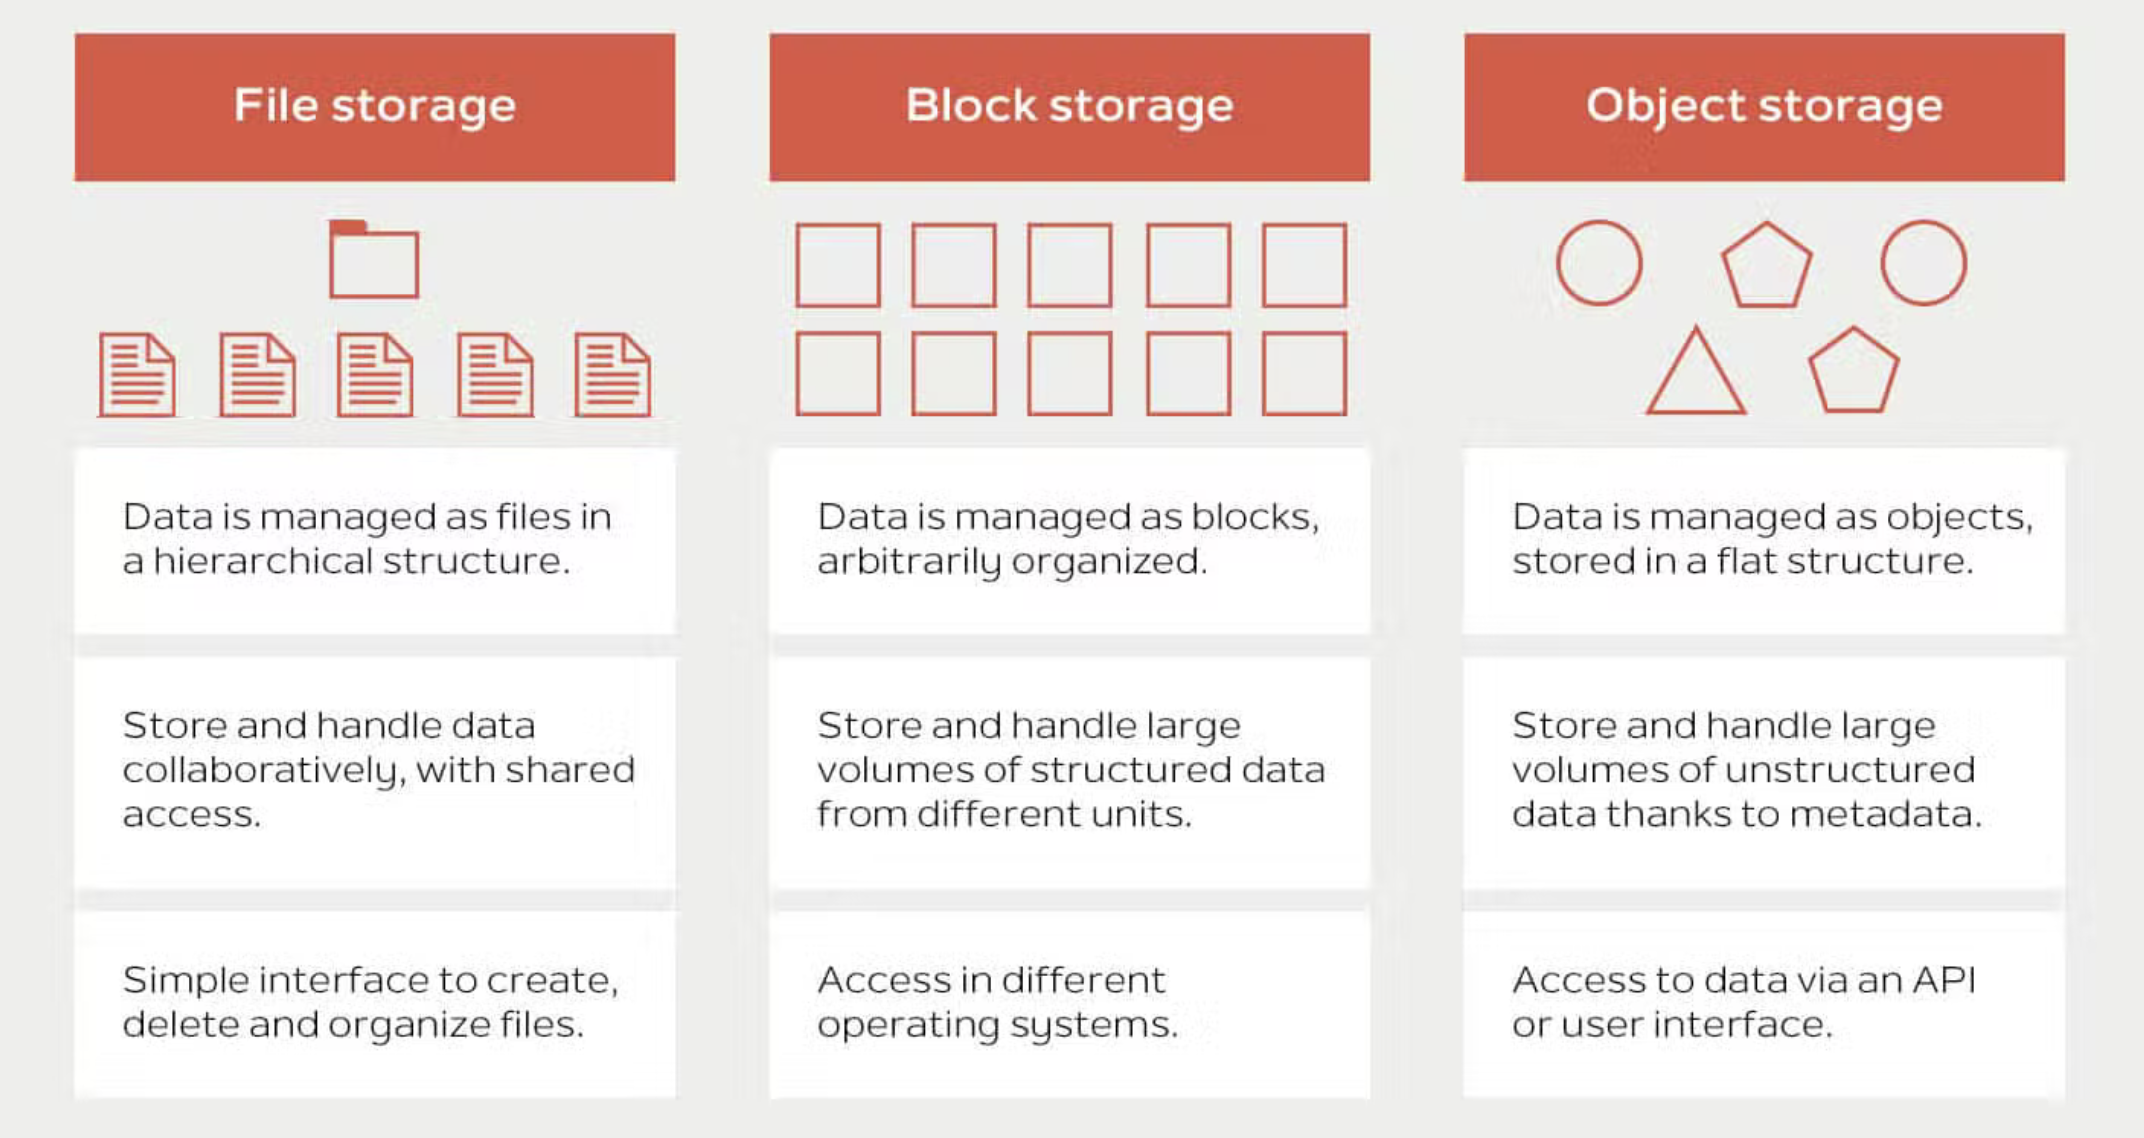 File storage
Data is managed as files in
a hierarchical structure.
Store and handle data
collaboratively, with shared
access.
Simple interface to create,
delete and organize files.
Block storage
Data is managed as blocks,
arbitrarily organized.
Store and handle large
volumes of structured data
from different units.
Access in different
operating systems.
Object storage
Data is managed as objects,
stored in a flat structure.
Store and handle large
volumes of unstructured
data thanks to metadata.
Access to data via an API
or user interface.